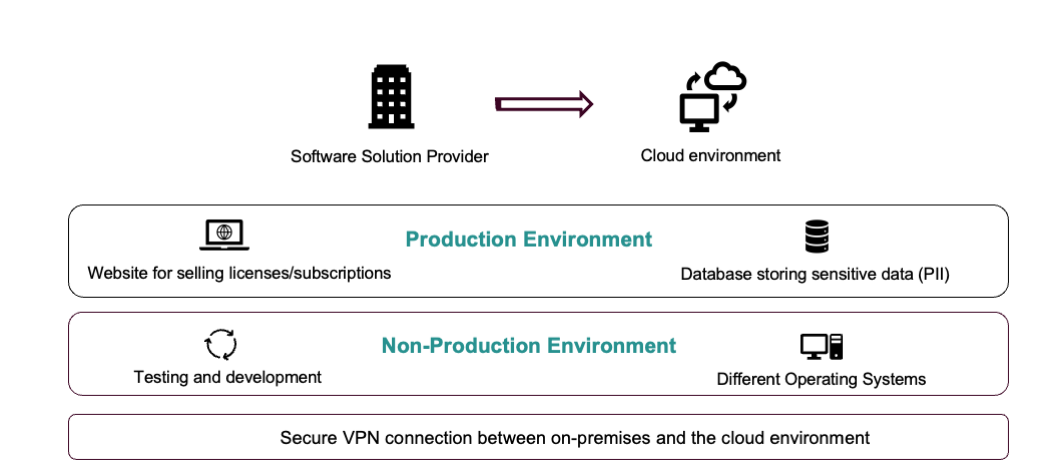 Software Solution Provider
Cloud environment
Production Environment
Website for selling licenses/subscriptions
Database storing sensitive data (PII)
Non-Production Environment
Testing and development
Different Operating Systems
Secure VPN connection between on-premises and the cloud environment